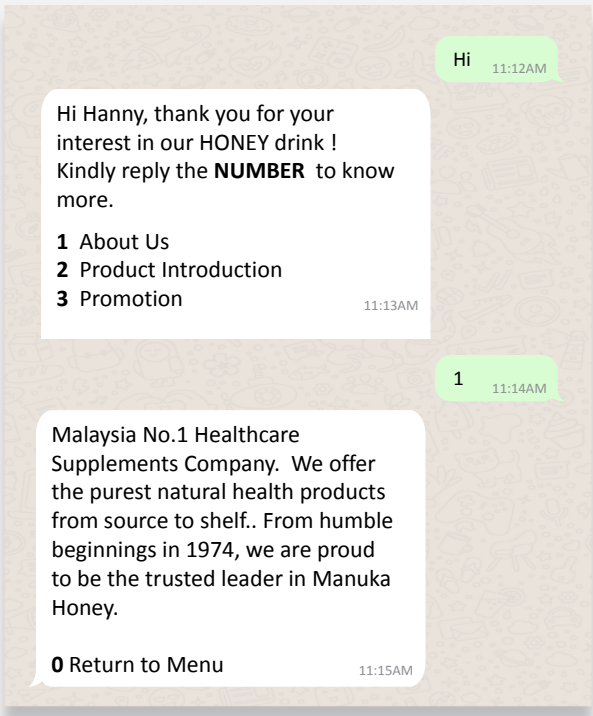 Hi
11:12AM
Hi Hanny, thank you for your
interest in our HONEY drink !
Kindly reply the NUMBER to know
more.
1 About Us
2 Product Introduction
3 Promotion
11:13AM
1
11:14AM
Malaysia No.1 Healthcare
Supplements Company. We offer
the purest natural health products
from source to shelf.. From humble
beginnings in 1974, we are proud
to be the trusted leader in Manuka
Honey.
0 Return to Menu
11:15AM